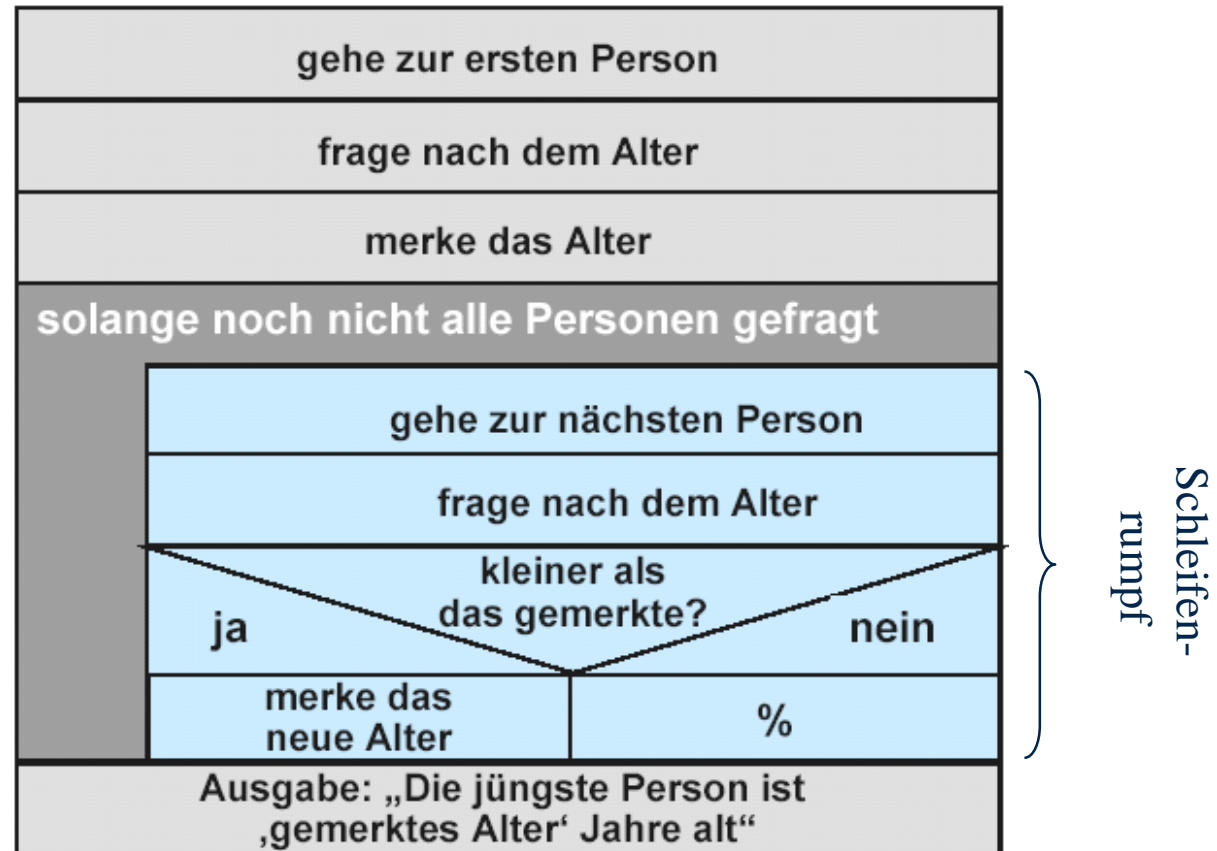 gehe zur ersten Person
frage nach dem Alter
merke das Alter
solange noch nicht alle Personen gefragt
gehe zur nächsten Person
frage nach dem Alter
kleiner als
das gemerkte?
ja
nein
merke das
neue Alter
%
Ausgabe: „Die jüngste Person ist
‚gemerktes Alter‘ Jahre alt“
Schleifen-
rumpf